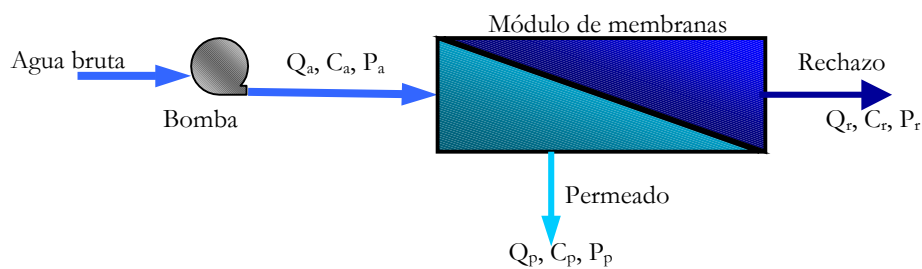 Módulo de membranas
Agua bruta
Qa, Ca, Pa
Rechazo
Bomba
Qr, Cr, Pr
Permeado
Qp, Cp, Pp